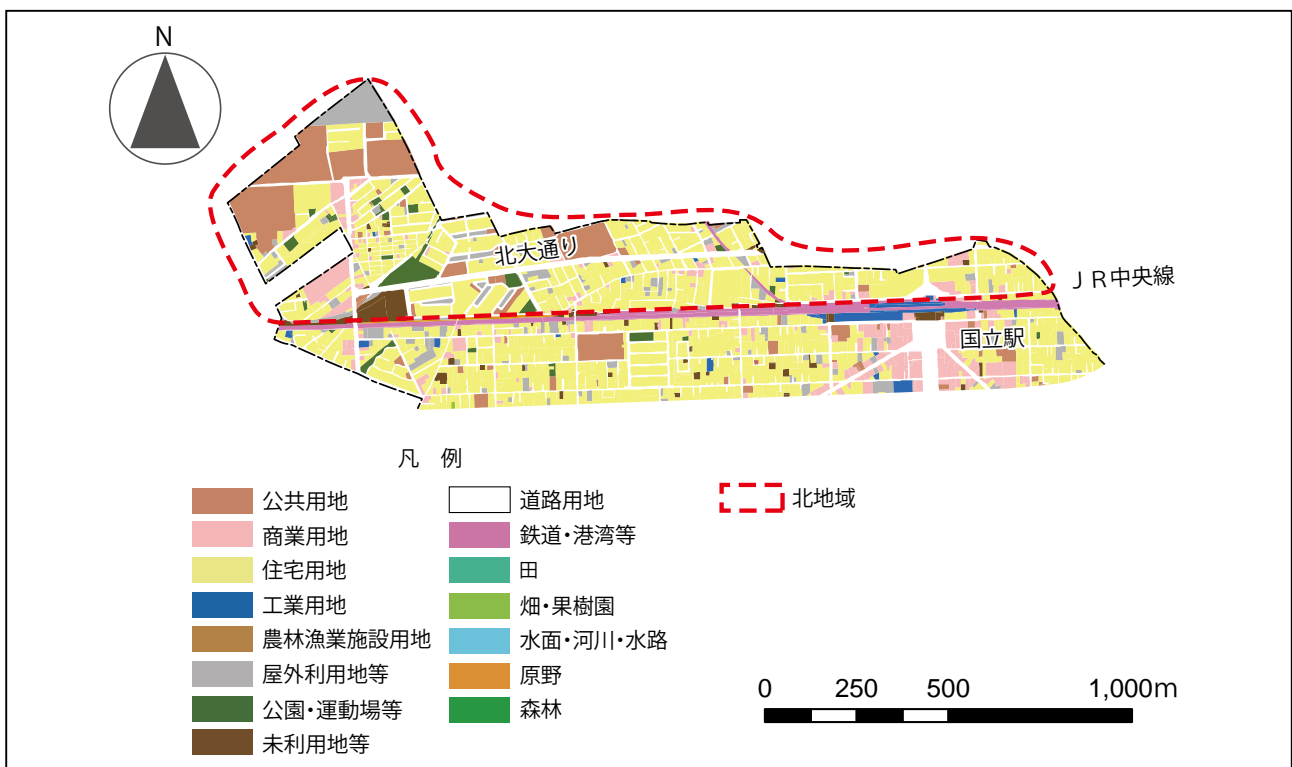 N
北大通り
ＪＲ中央線
国立駅
凡　例
公共用地
商業用地
住宅用地
工業用地
農林漁業施設用地
屋外利用地等
公園・運動場等
未利用地等
道路用地
鉄道・港湾等
田
畑・果樹園
水面・河川・水路
原野
森林
北地域
0 250 500 1,000m